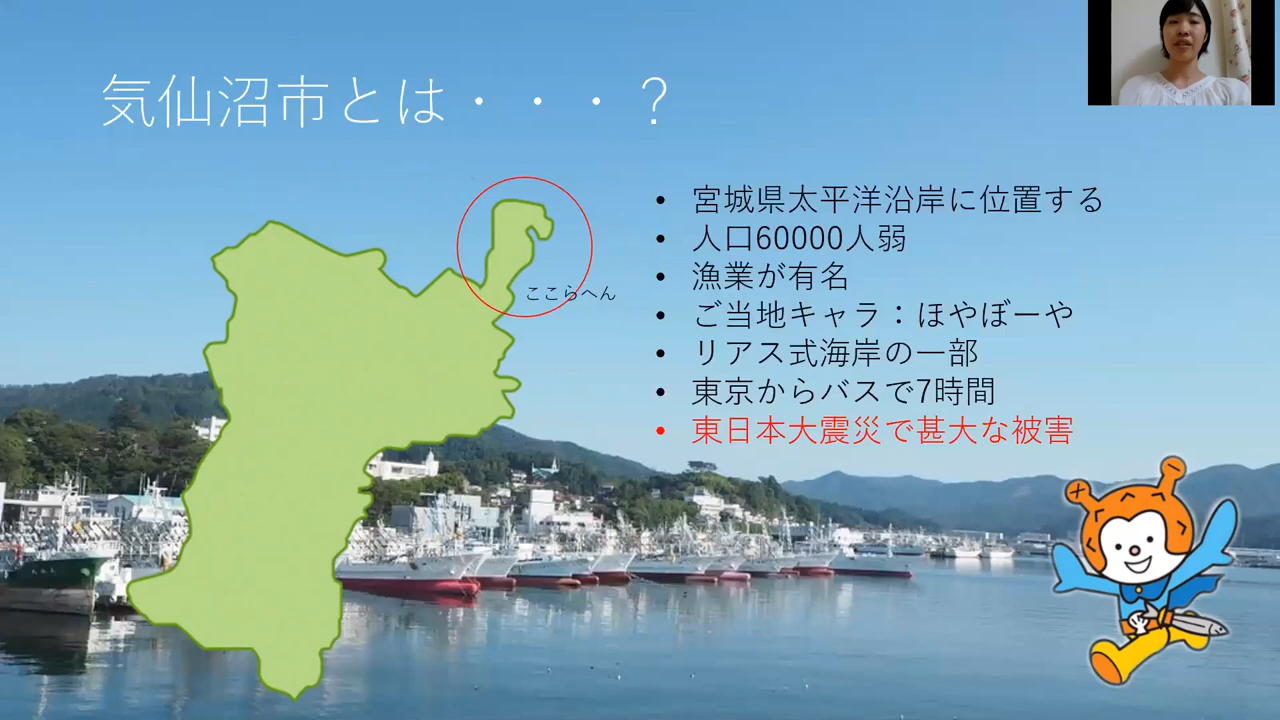 気仙沼市とは・・・？
ここらへん
• 宮城県太平洋沿岸に位置する
• 人口60000人弱
• 漁業が有名
• ご当地キャラ：ほやぼーや
• リアス式海岸の一部
• 東京からバスで7時間
• 東日本大震災で甚大な被害